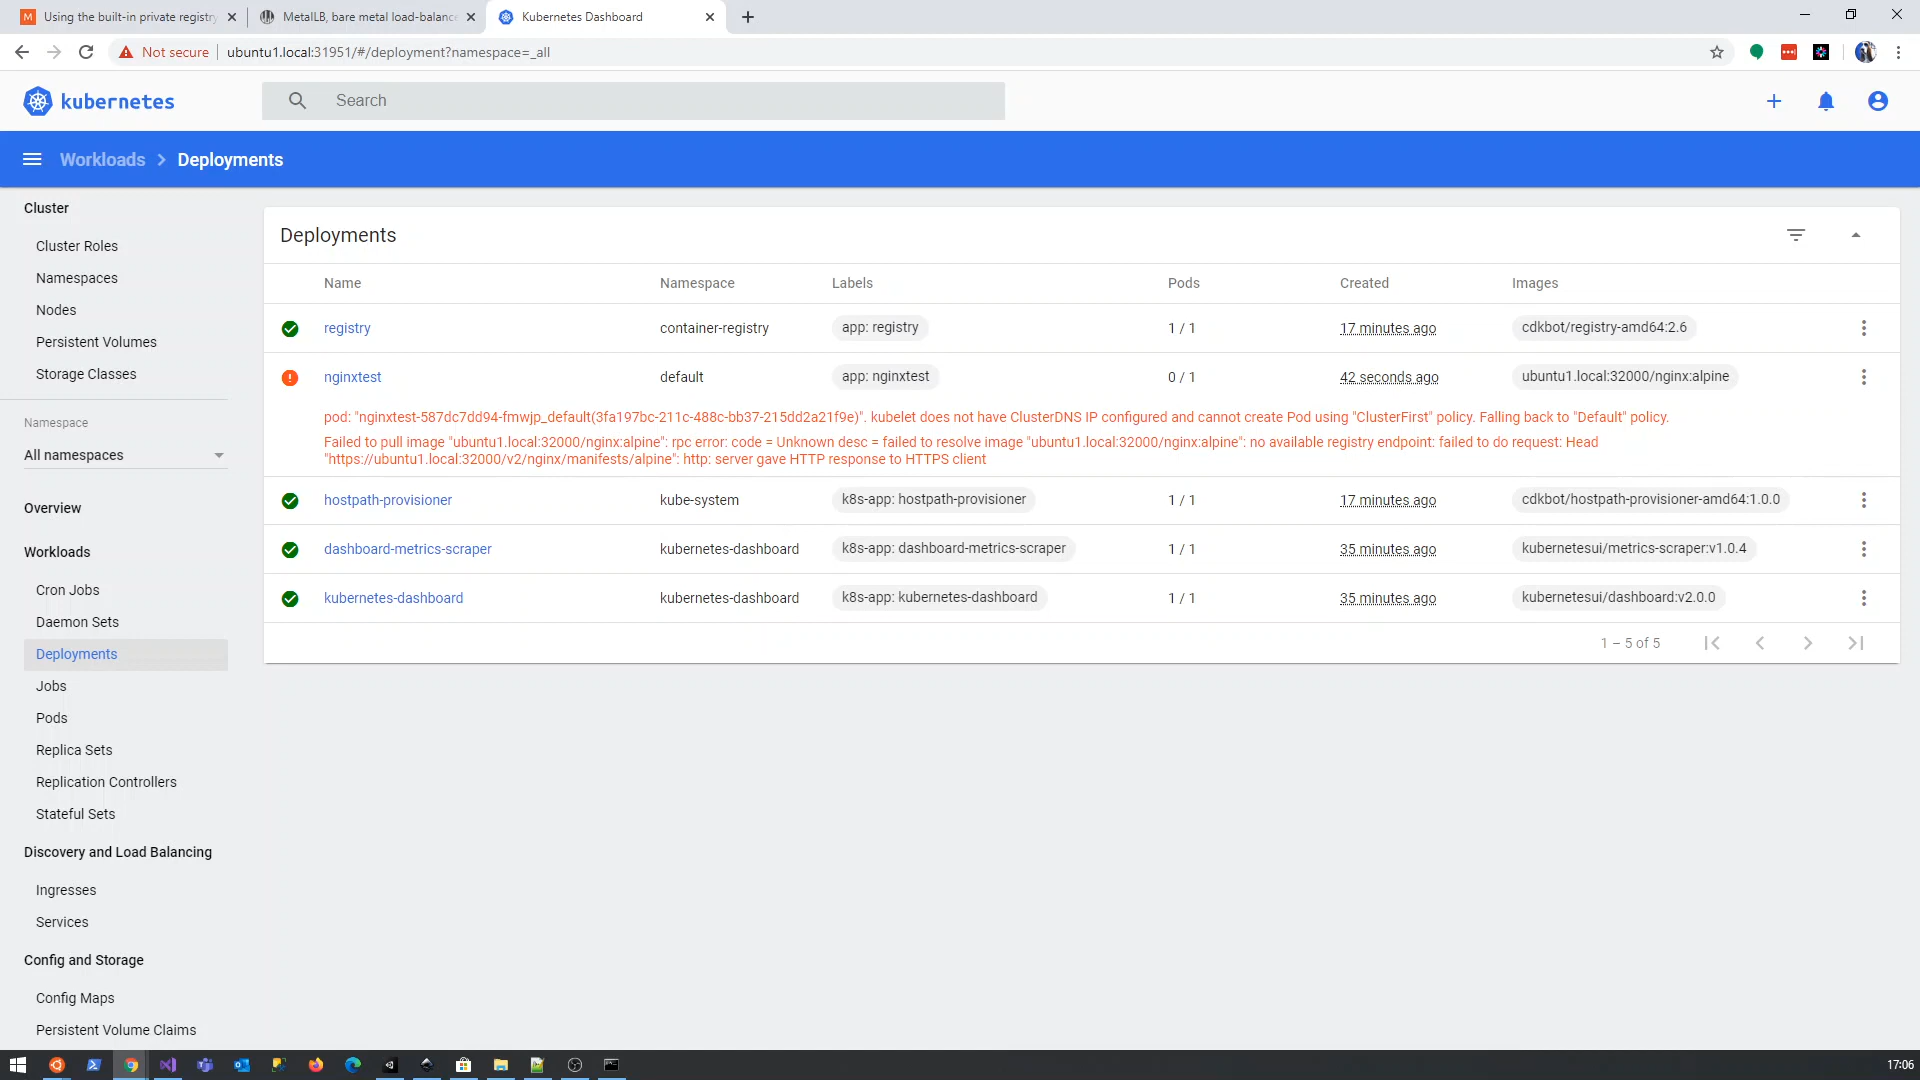 Using the built-in private registry
MetalLB, bare metal load-balance
Kubernetes Dashboard
Not secure
ubuntu1.local:31951/#/deployment?namespace=_all
kubernetes
Search
Workloads
Deployments
Cluster
Cluster Roles
Namespaces
Nodes
Persistent Volumes
Storage Classes
Namespace
All namespaces
Overview
Workloads
Cron Jobs
Daemon Sets
Deployments
Jobs
Pods
Replica Sets
Replication Controllers
Stateful Sets
Discovery and Load Balancing
Ingresses
Services
Config and Storage
Config Maps
Persistent Volume Claims
Deployments
Name Namespace Labels Pods Created Images
registry container-registry app: registry 1 / 1 17 minutes ago cdkbot/registry-amd64:2.6
nginxtest default app: nginxtest 0 / 1 42 seconds ago ubuntu1.local:32000/nginx:alpine
pod: "nginxtest-587dc7dd94-fmwjp_default(3fa197bc-211c-488c-bb37-215dd2a21f9e)". kubelet does not have ClusterDNS IP configured and cannot create Pod using "ClusterFirst" policy. Falling back to "Default" policy.
Failed to pull image "ubuntu1.local:32000/nginx:alpine": rpc error: code = Unknown desc = failed to resolve image "ubuntu1.local:32000/nginx:alpine": no available registry endpoint: failed to do request: Head
"https://ubuntu1.local:32000/v2/nginx/manifests/alpine": http: server gave HTTP response to HTTPS client
hostpath-provisioner kube-system k8s-app: hostpath-provisioner 1 / 1 17 minutes ago cdkbot/hostpath-provisioner-amd64:1.0.0
dashboard-metrics-scraper kubernetes-dashboard k8s-app: dashboard-metrics-scraper 1 / 1 35 minutes ago kubernetesui/metrics-scraper:v1.0.4
kubernetes-dashboard kubernetes-dashboard k8s-app: kubernetes-dashboard 1 / 1 35 minutes ago kubernetesui/dashboard:v2.0.0
1 – 5 of 5
17:06